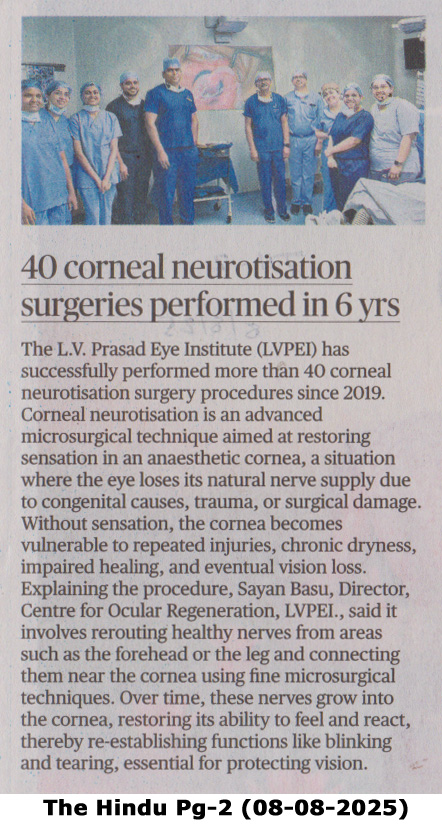 40 corneal neurotisation
surgeries performed in 6 yrs
The L.V. Prasad Eye Institute (LVPEI) has
successfully performed more than 40 corneal
neurotisation surgery procedures since 2019.
Corneal neurotisation is an advanced
microsurgical technique aimed at restoring
sensation in an anaesthetic cornea, a situation
where the eye loses its natural nerve supply due
to congenital causes, trauma, or surgical damage.
Without sensation, the cornea becomes
vulnerable to repeated injuries, chronic dryness,
impaired healing, and eventual vision loss.
Explaining the procedure, Sayan Basu, Director,
Centre for Ocular Regeneration, LVPEI., said it
involves rerouting healthy nerves from areas
such as the forehead or the leg and connecting
them near the cornea using fine microsurgical
techniques. Over time, these nerves grow into
the cornea, restoring its ability to feel and react,
thereby re-establishing functions like blinking
and tearing, essential for protecting vision.
The Hindu Pg-2 (08-08-2025)